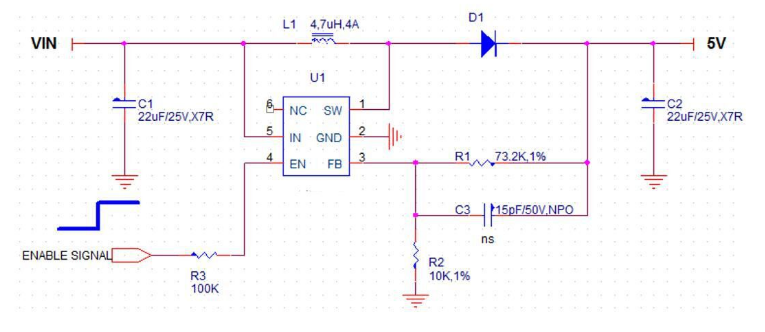 L1 4,7uH,4A
D1
VIN
5V
U1
C1
22uF/25V,X7R
6 NC SW 1
5 IN GND 2
4 EN FB 3
C2
22uF/25V,X7R
R1 73.2K,1%
C3 15pF/50V,NPO
ns
ENABLE SIGNAL
R3
100K
R2
10K,1%